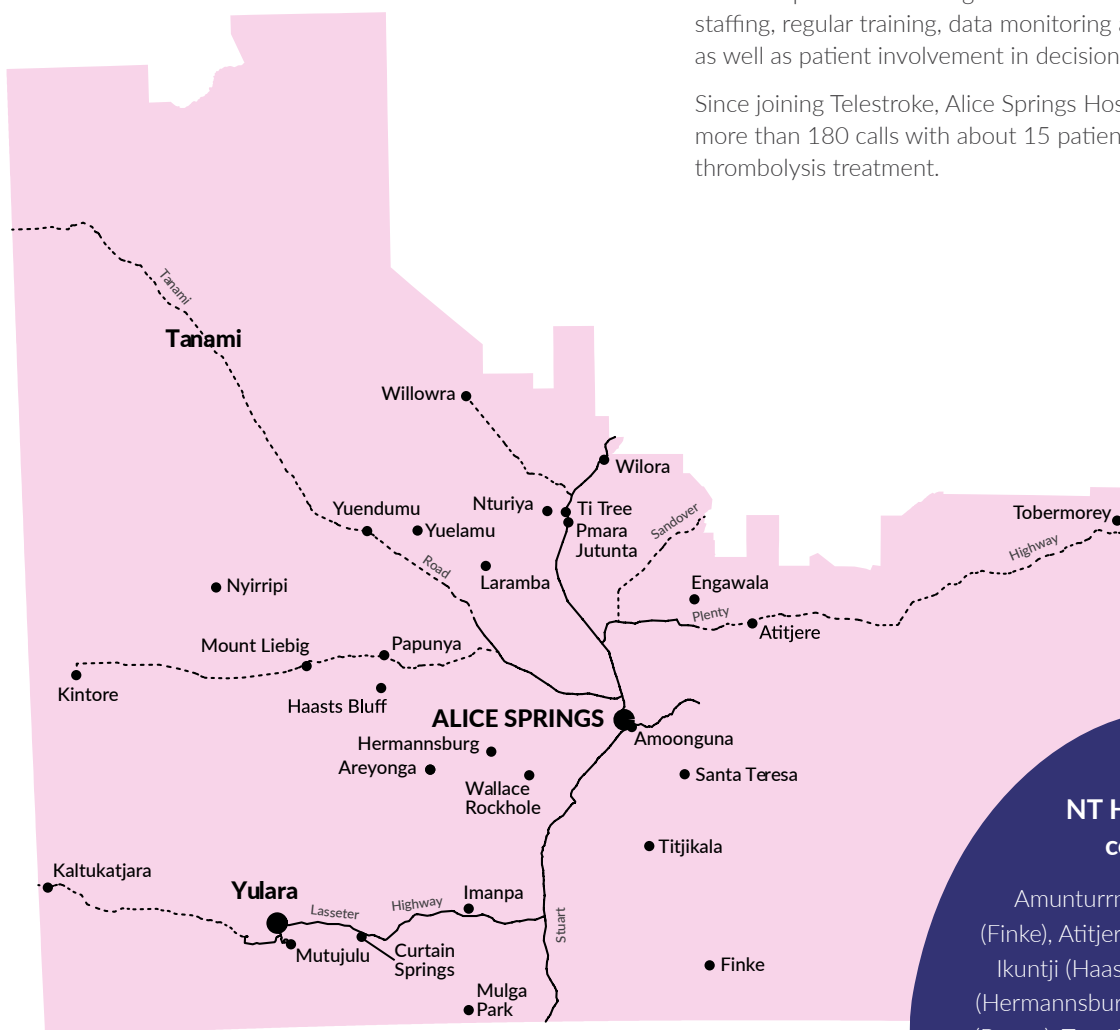 staffing, regular training, data monitoring
as well as patient involvement in decision
Since joining Telestroke, Alice Springs Hos
more than 180 calls with about 15 patien
thrombolysis treatment.
Tanami
Tanami
Willowra
Wilora
Nturiya
Ti Tree
Pmara
Jutunta
Sandover
Tobermorey
Highway
Yuendumu
Yuelamu
Road
Laramba
Engawala
Plenty
Atitjere
Nyirripi
Mount Liebig
Papunya
Kintore
Haasts Bluff
ALICE SPRINGS
Amoonguna
Hermannsburg
Areyonga
Wallace
Rockhole
Santa Teresa
Titjikala
Kaltukatjara
Yulara
Lasseter
Highway
Imanpa
Stuart
Mutujulu
Curtain
Springs
Finke
Mulga
Park
NT H
co
Amunturrn
(Finke), Atitjer
Ikuntji (Haas
(Hermannsbur